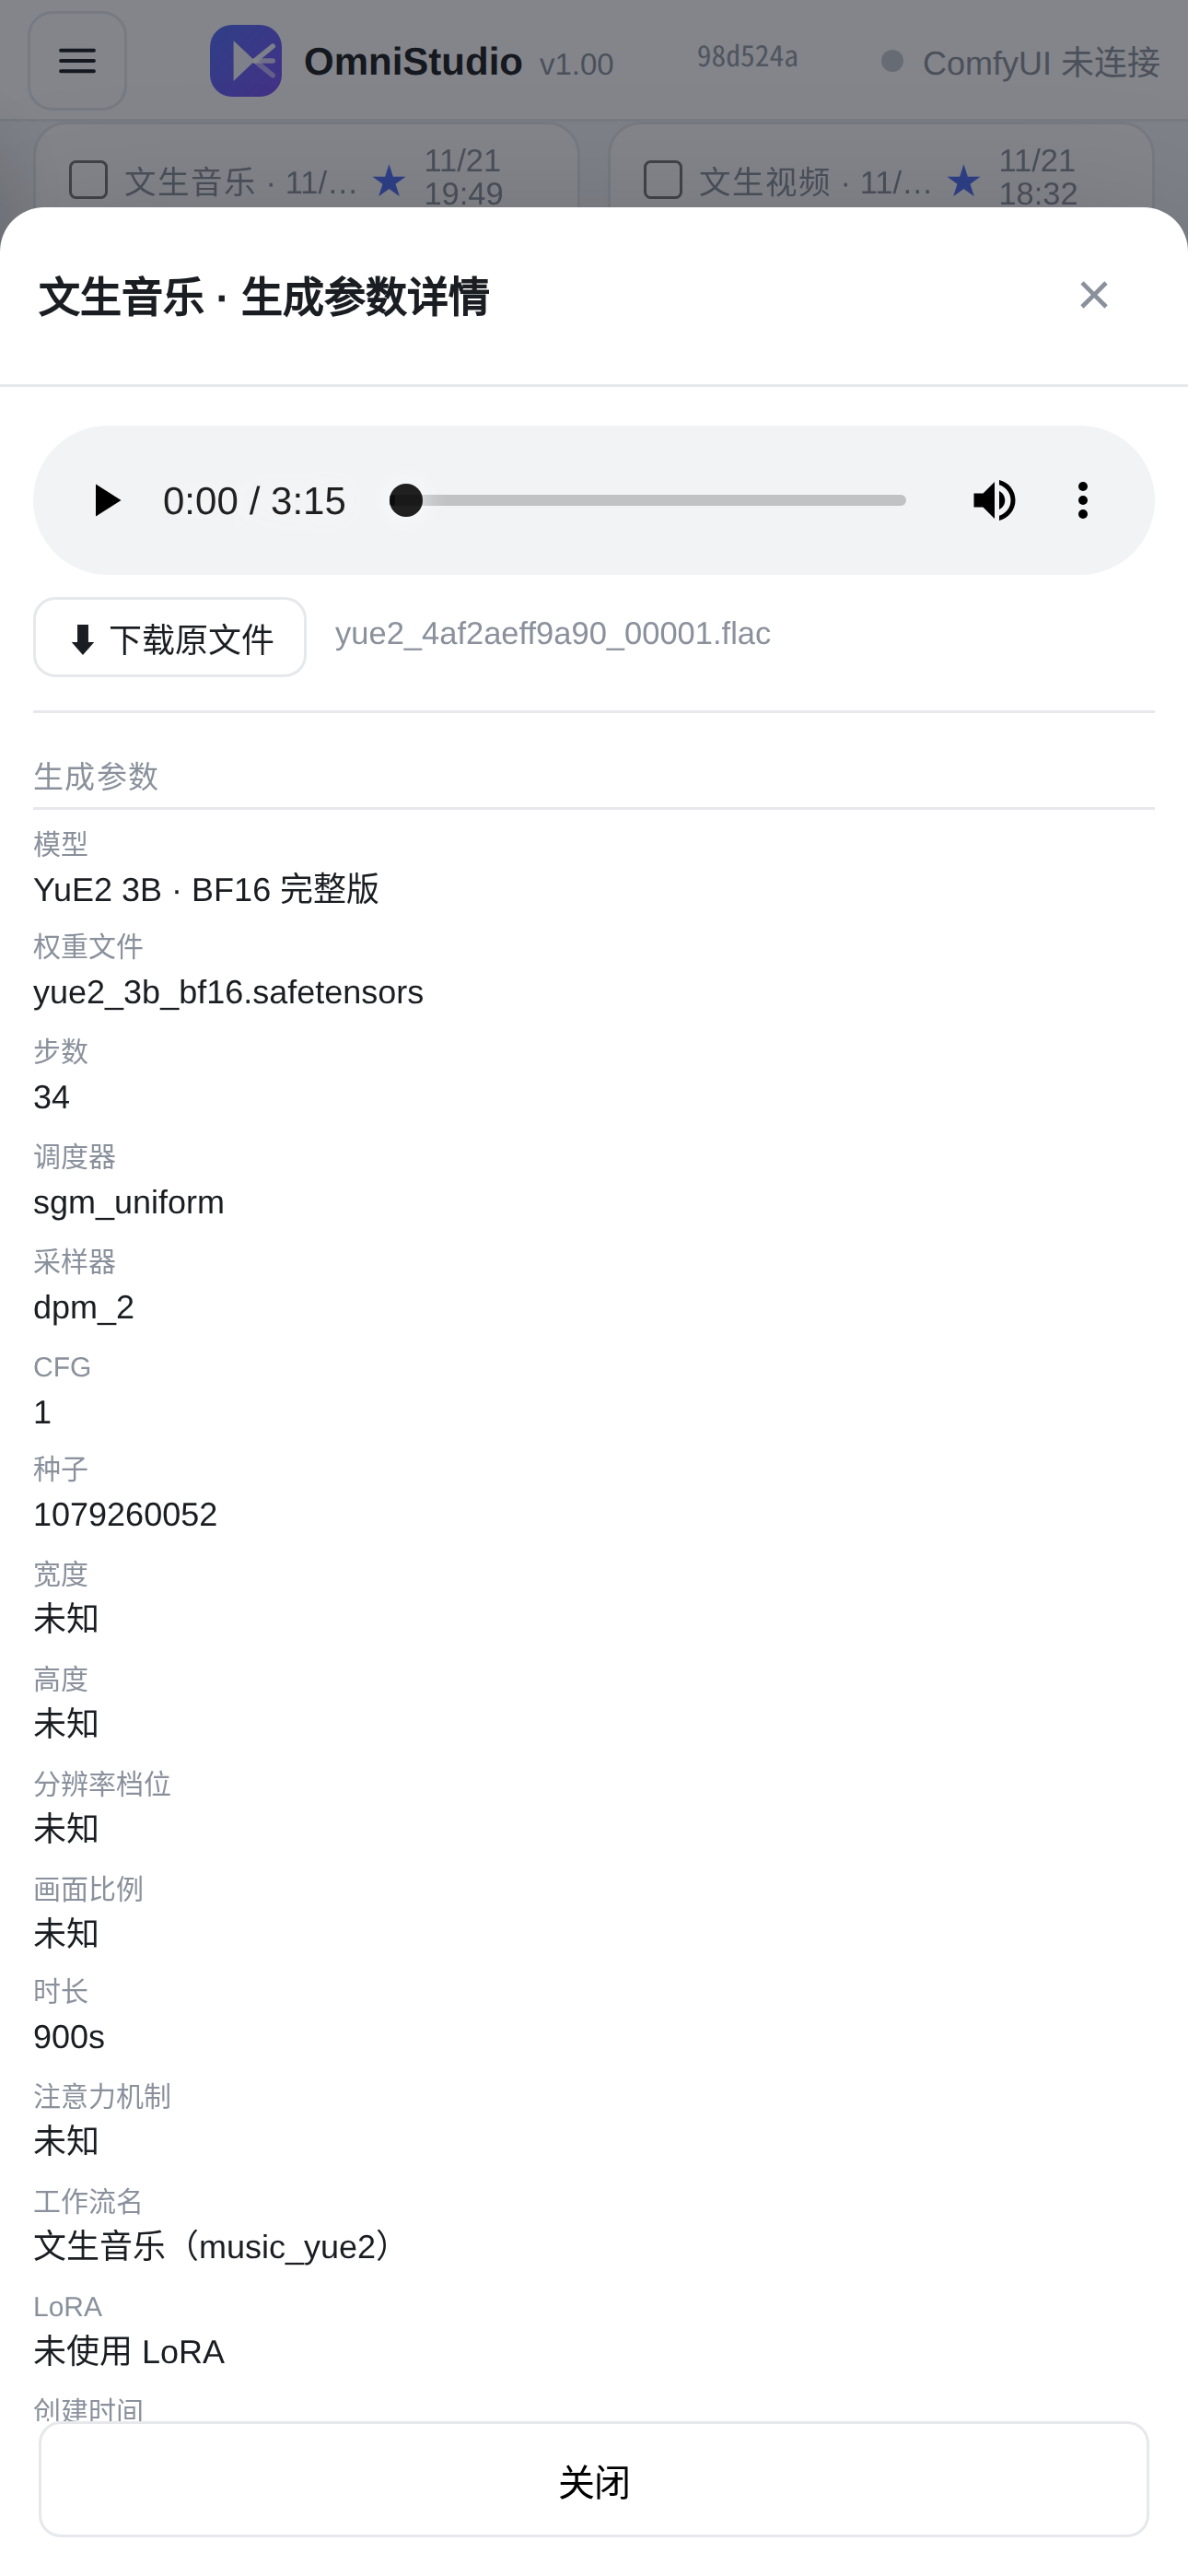 OmniStudio v1.00 98d524a ComfyUI 未连接
文生音乐 · 11/... ★ 11/21 19:49
文生视频 · 11/... ★ 11/21 18:32
文生音乐 · 生成参数详情
0:00 / 3:15
下载原文件 yue2_4af2aeff9a90_00001.flac
生成参数
模型
YuE2 3B · BF16 完整版
权重文件
yue2_3b_bf16.safetensors
步数
34
调度器
sgm_uniform
采样器
dpm_2
CFG
1
种子
1079260052
宽度
未知
高度
未知
分辨率档位
未知
画面比例
未知
时长
900s
注意力机制
未知
工作流名
文生音乐（music_yue2）
LoRA
未使用 LoRA
创建时间
关闭